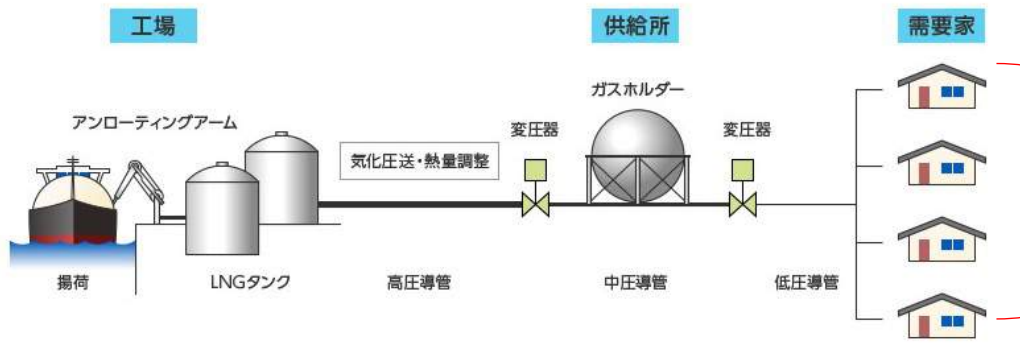 工場
供給所
需要家
アンローティングアーム
ガスホルダー
変圧器
変圧器
気化圧送・熱量調整
揚荷
LNGタンク
高圧導管
中圧導管
低圧導管